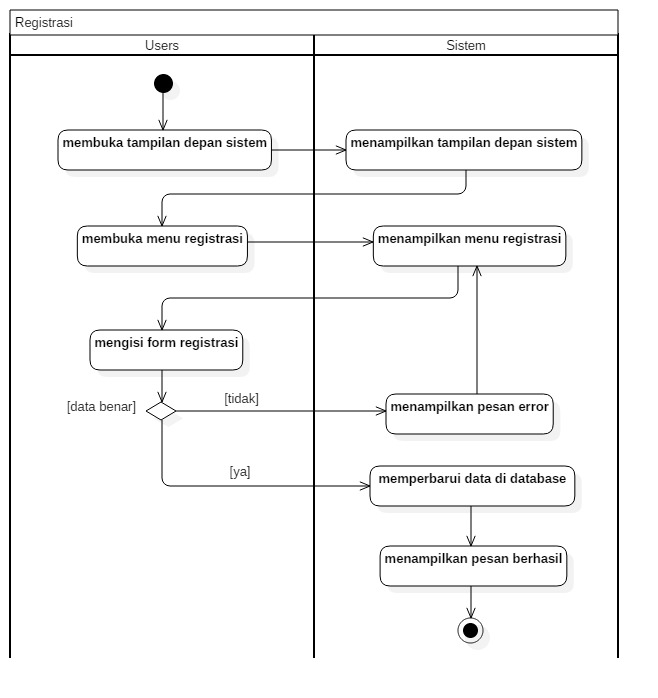 Registrasi
Users
Sistem
membuka tampilan depan sistem
menampilkan tampilan depan sistem
membuka menu registrasi
menampilkan menu registrasi
mengisi form registrasi
[data benar]
[tidak]
menampilkan pesan error
[ya]
memperbarui data di database
menampilkan pesan berhasil